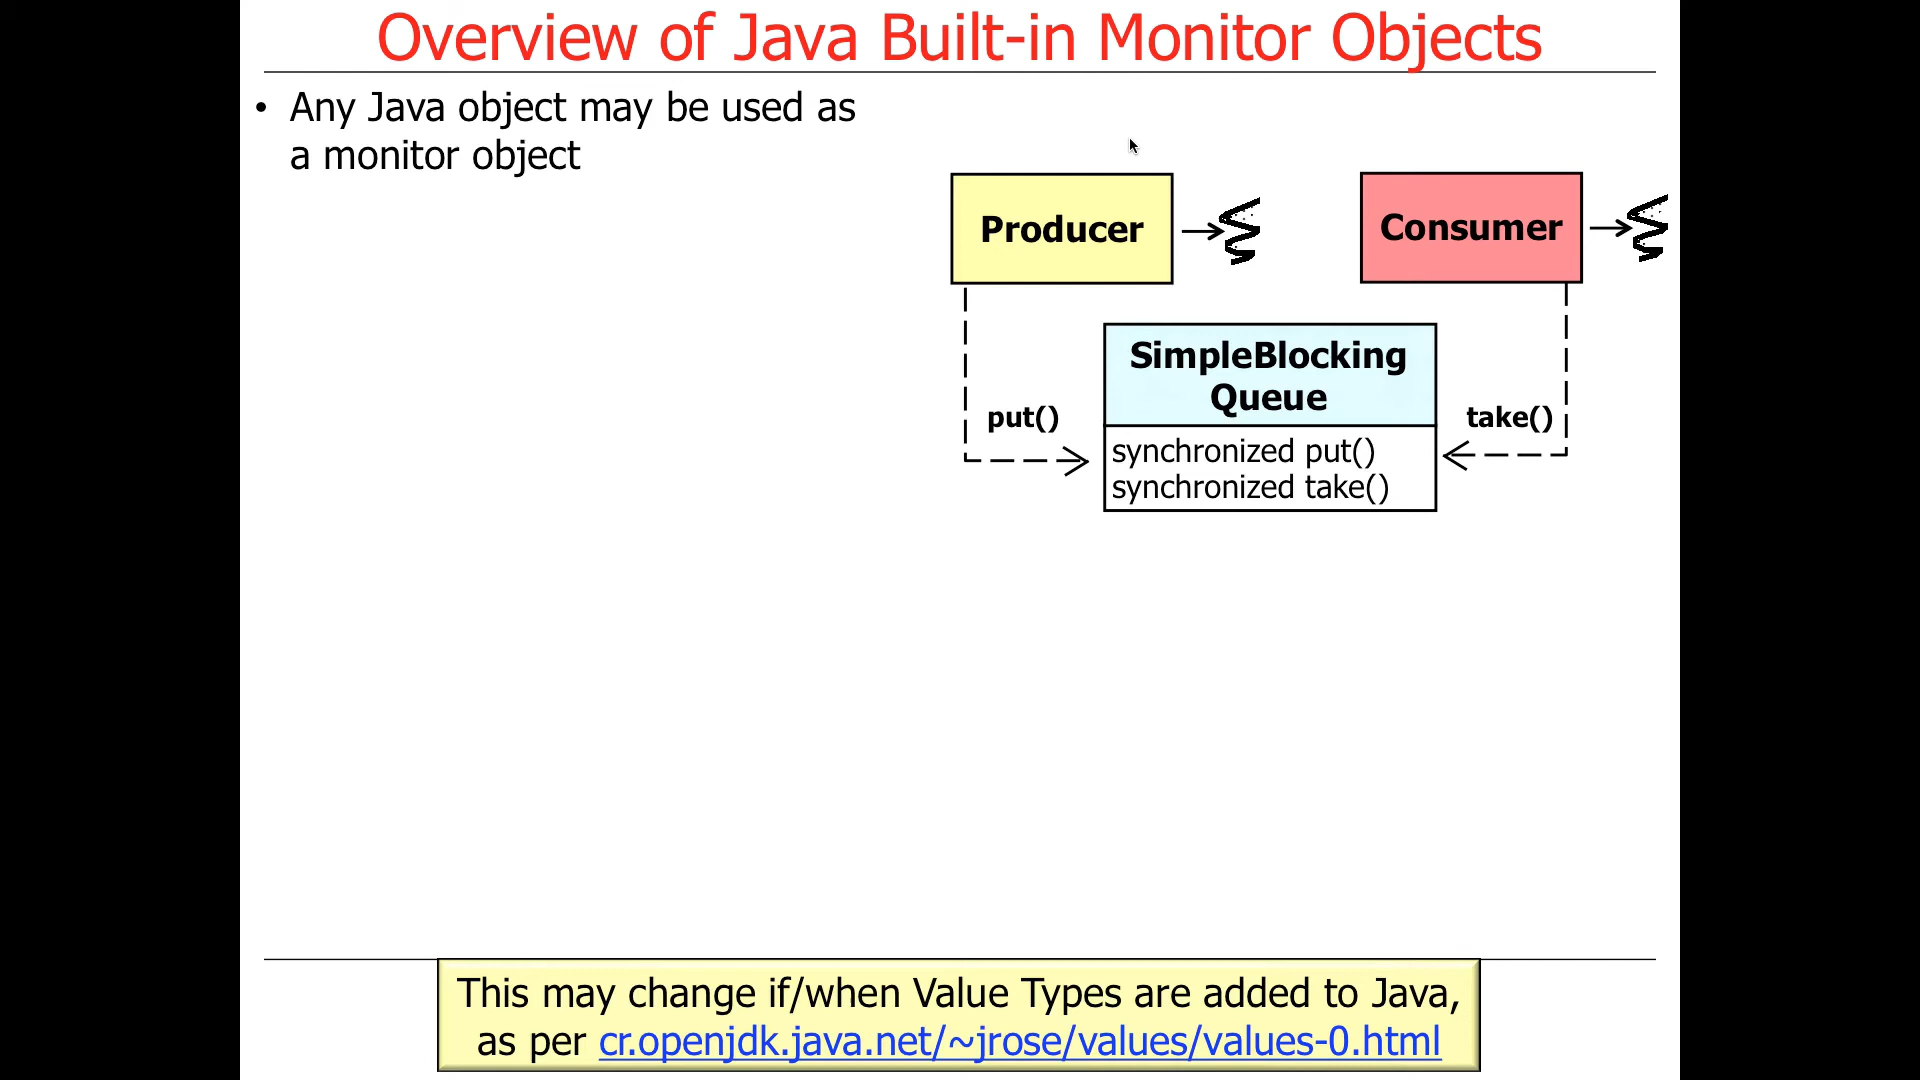 Overview of Java Built-in Monitor Objects
• Any Java object may be used as
a monitor object
Producer
Consumer
SimpleBlocking
Queue
put()
take()
synchronized put()
synchronized take()
This may change if/when Value Types are added to Java,
as per cr.openjdk.java.net/~jrose/values/values-0.html